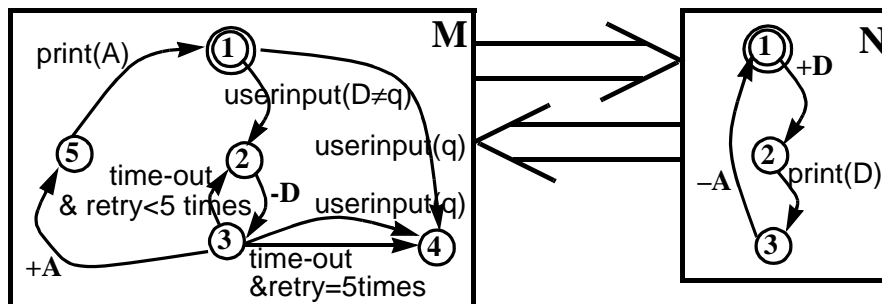 M
print(A)
1
userinput(D≠q)
5
2
userinput(q)
time-out
& retry<5 times
-D
userinput(q)
3
4
+A
time-out
&retry=5times
N
1
+D
2
print(D)
−A
3